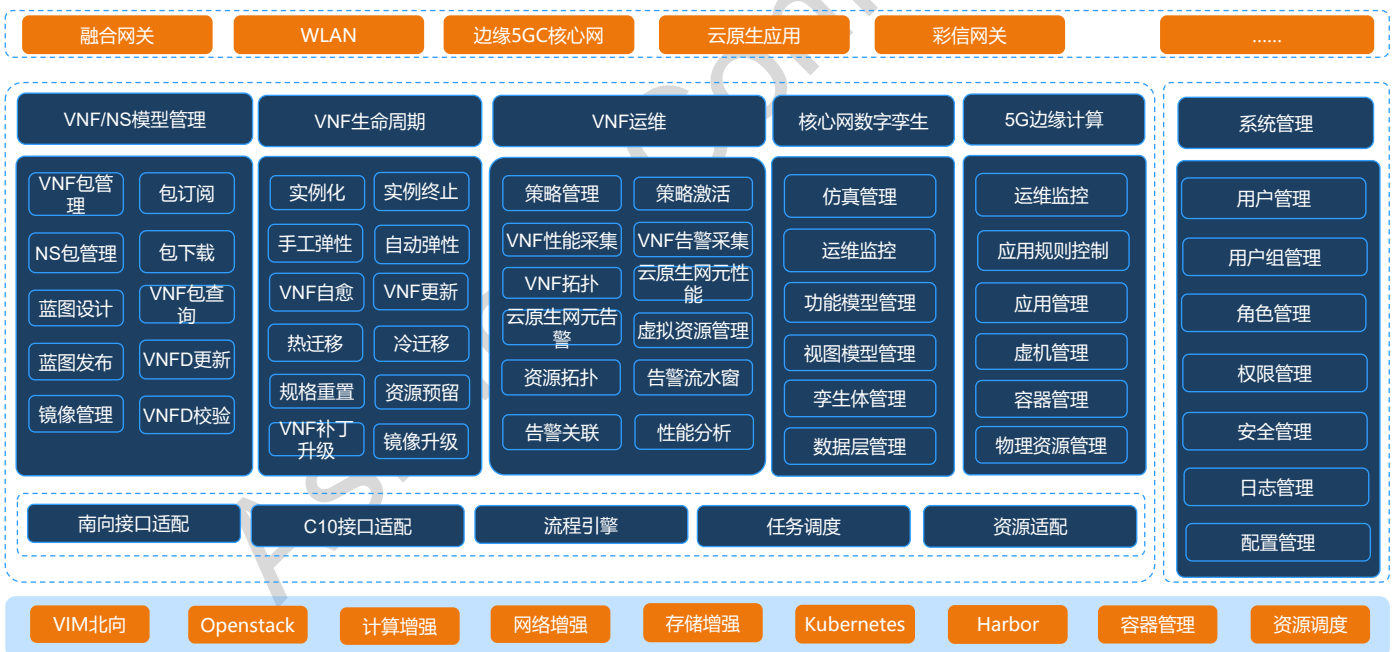 融合网关
WLAN
边缘5GC核心网
云原生应用
彩信网关
......
VNF/NS模型管理
VNF包管
理
包订阅
NS包管理
包下载
蓝图设计
VNF包查
询
蓝图发布
VNFD更新
镜像管理
VNFD校验
VNF生命周期
实例化
实例终止
手工弹性
自动弹性
VNF自愈
VNF更新
热迁移
冷迁移
规格重置
资源预留
VNF补丁
升级
镜像升级
VNF运维
策略管理
策略激活
VNF性能采集
VNF告警采集
VNF拓扑
云原生网元性
能
云原生网元告
警
虚拟资源管理
资源拓扑
告警流水窗
告警关联
性能分析
核心网数字孪生
仿真管理
运维监控
功能模型管理
视图模型管理
孪生体管理
数据层管理
5G边缘计算
运维监控
应用规则控制
应用管理
虚机管理
容器管理
物理资源管理
系统管理
用户管理
用户组管理
角色管理
权限管理
安全管理
日志管理
配置管理
南向接口适配
C10接口适配
流程引擎
任务调度
资源适配
VIM北向
Openstack
计算增强
网络增强
存储增强
Kubernetes
Harbor
容器管理
资源调度